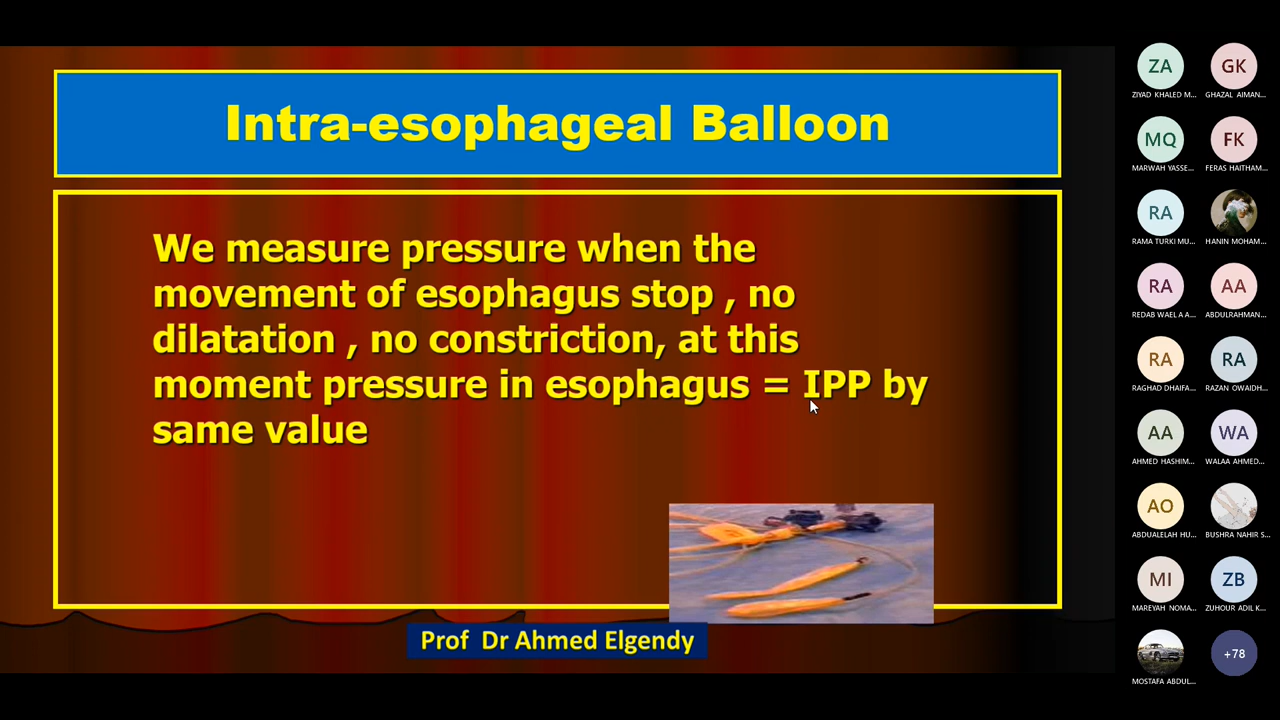 Intra-esophageal Balloon
We measure pressure when the
movement of esophagus stop , no
dilatation , no constriction, at this
moment pressure in esophagus = IPP by
same value
Prof Dr Ahmed Elgendy
ZA
GK
ZIYAD KHALED M...
GHAZAL AIMAN...
MQ
FK
MARWAH YASSE...
FERAS HAITHAM...
RA
RAMA TURKI MU...
HANIN MOHAM...
RA
AA
REDAB WAEL A A...
ABDULRAHMAN...
RA
RA
RAGHAD DHAIFA...
RAZAN OWAIDH...
AA
WA
AHMED HASHIM...
WALAA AHMED...
AO
ABDUALELAH HU...
BUSHRA NAHIR S...
MI
ZB
MAREYAH NOMA...
ZUHOUR ADIL K...
+78
MOSTAFA ABDUL...